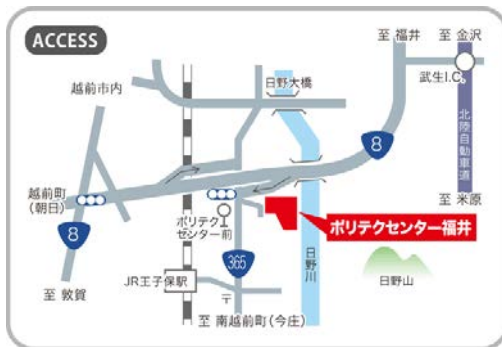 ACCESS
至 福井
至 金沢
武生I.C.
日野大橋
越前市内
北陸自動車道
8
越前町
(朝日)
至 米原
ポリテク
センター前
ポリテクセンター福井
8
365
日野川
日野山
JR王子保駅
至 敦賀
〒
至 南越前町(今庄)